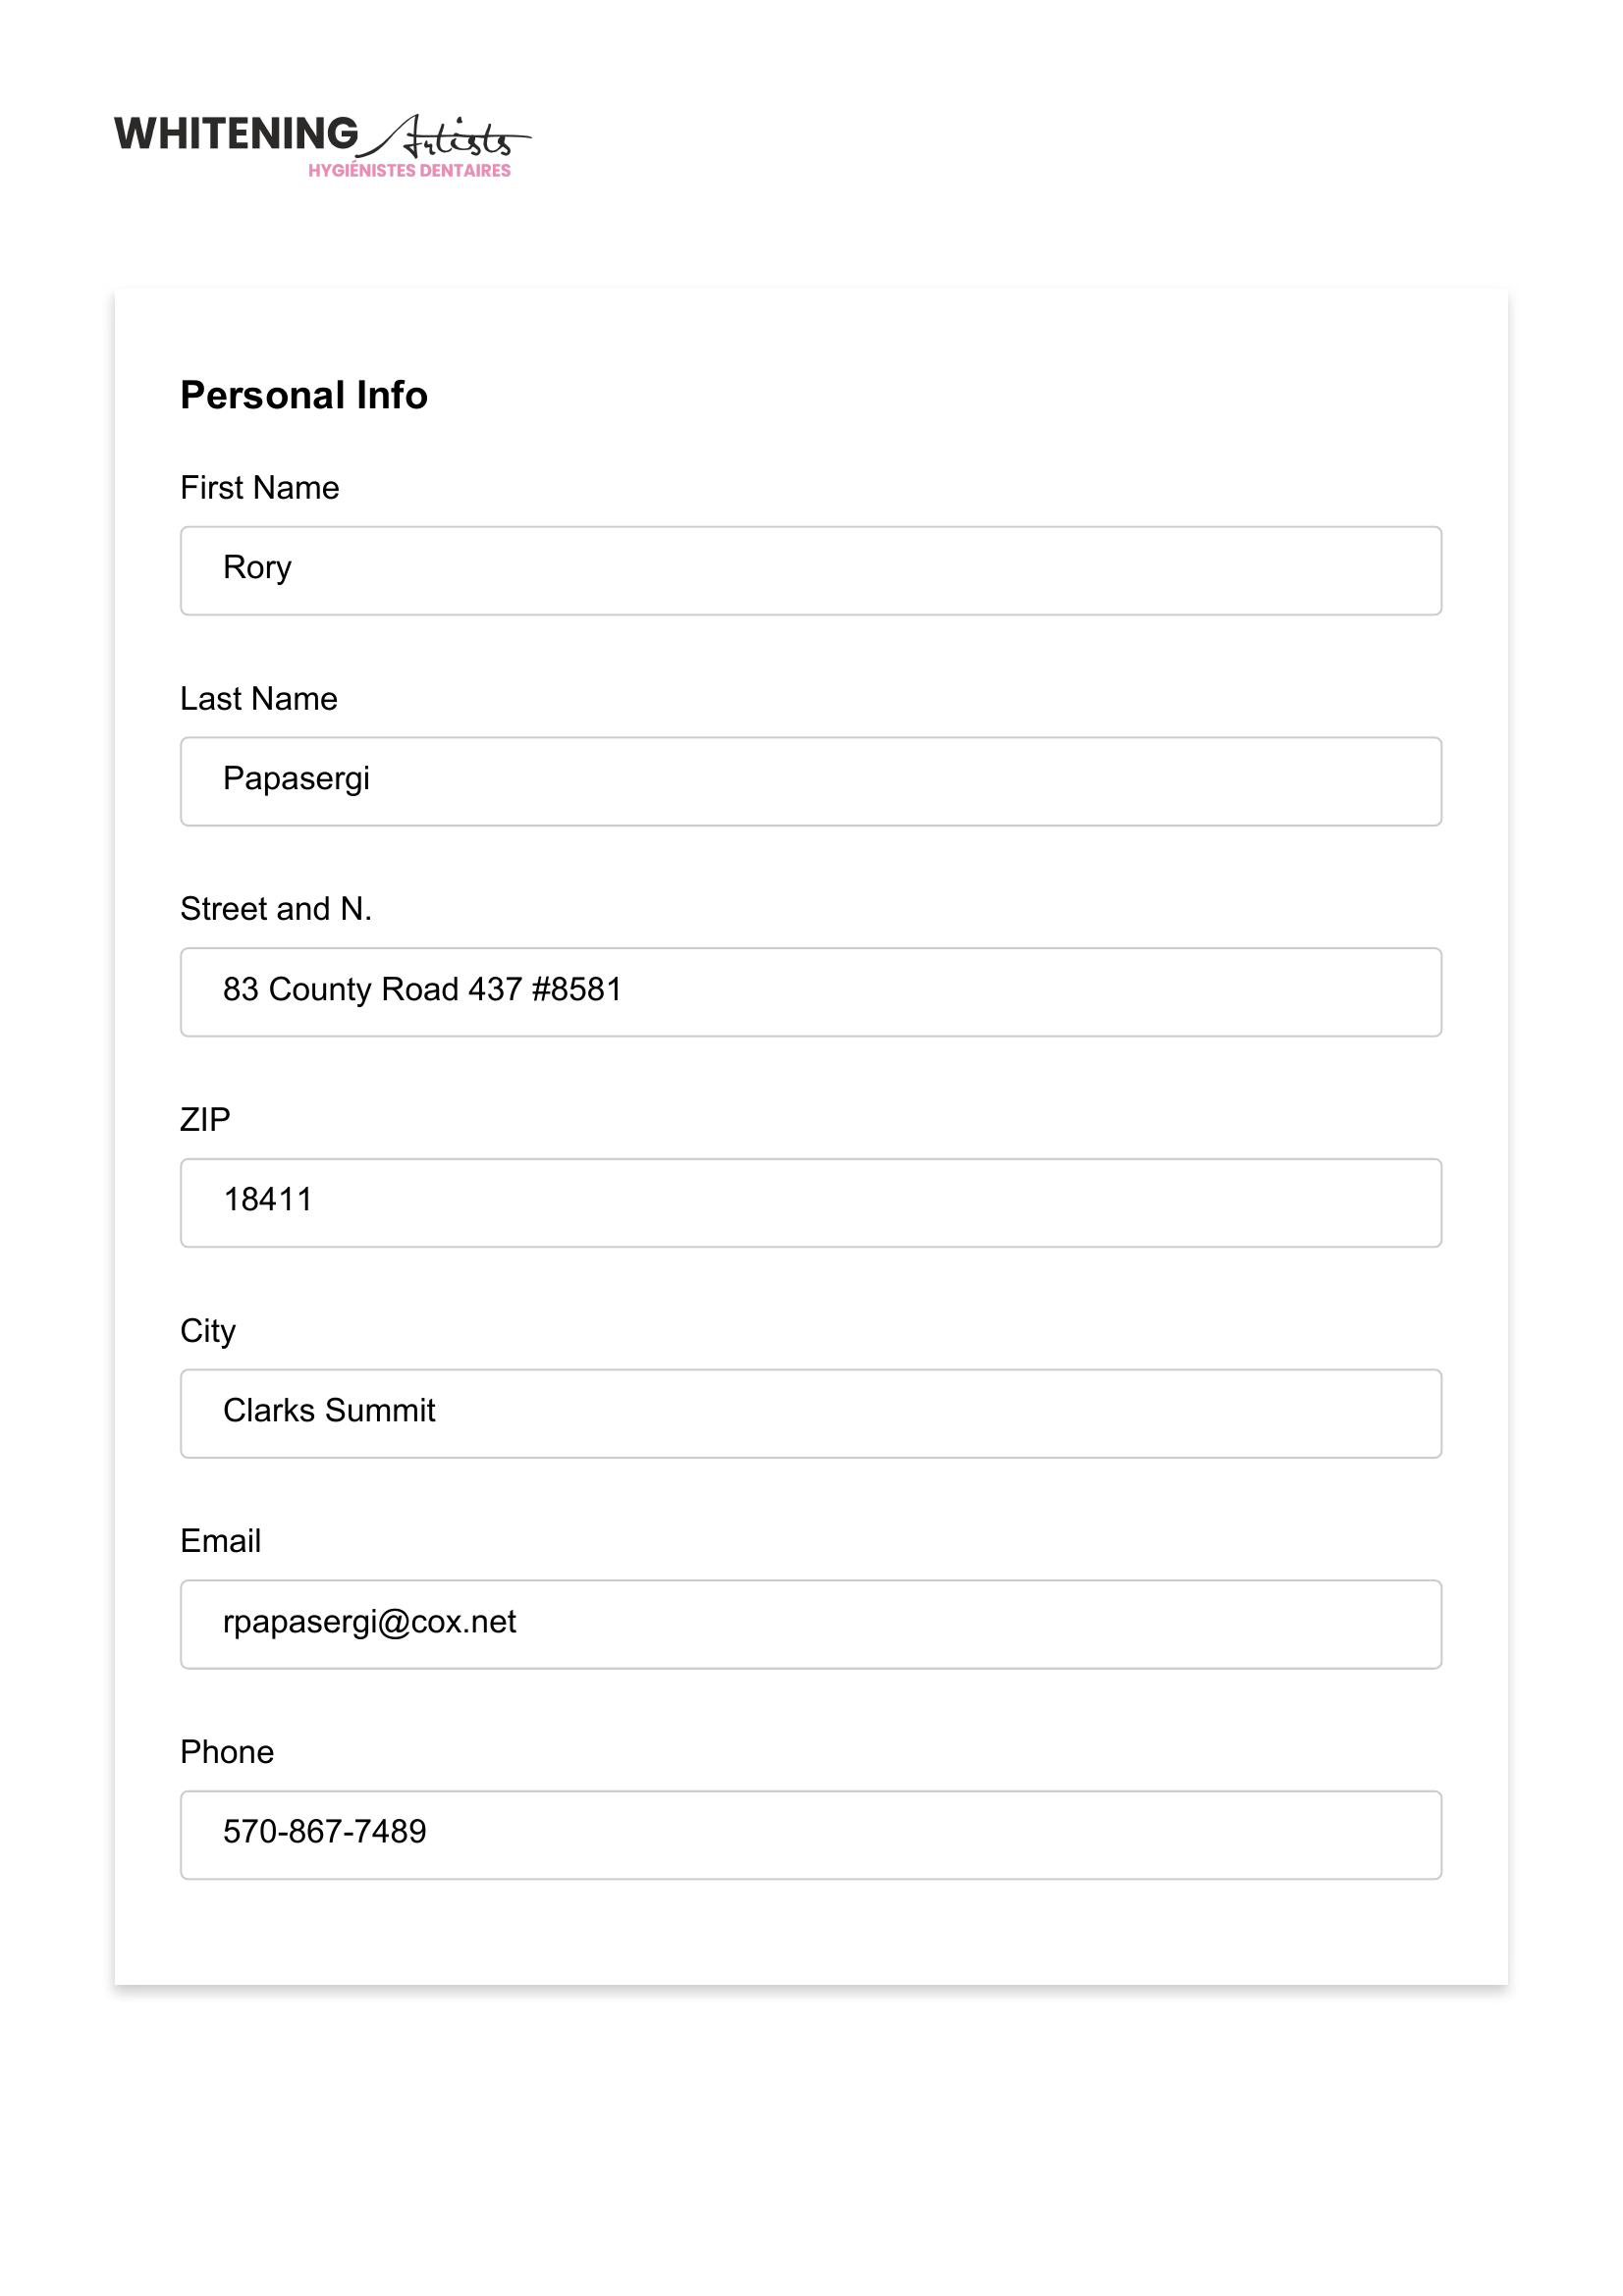 WHITENING Artists
HYGIÉNISTES DENTAIRES
Personal Info
First Name
Rory
Last Name
Papasergi
Street and N.
83 County Road 437 #8581
ZIP
18411
City
Clarks Summit
Email
rpapasergi@cox.net
Phone
570-867-7489